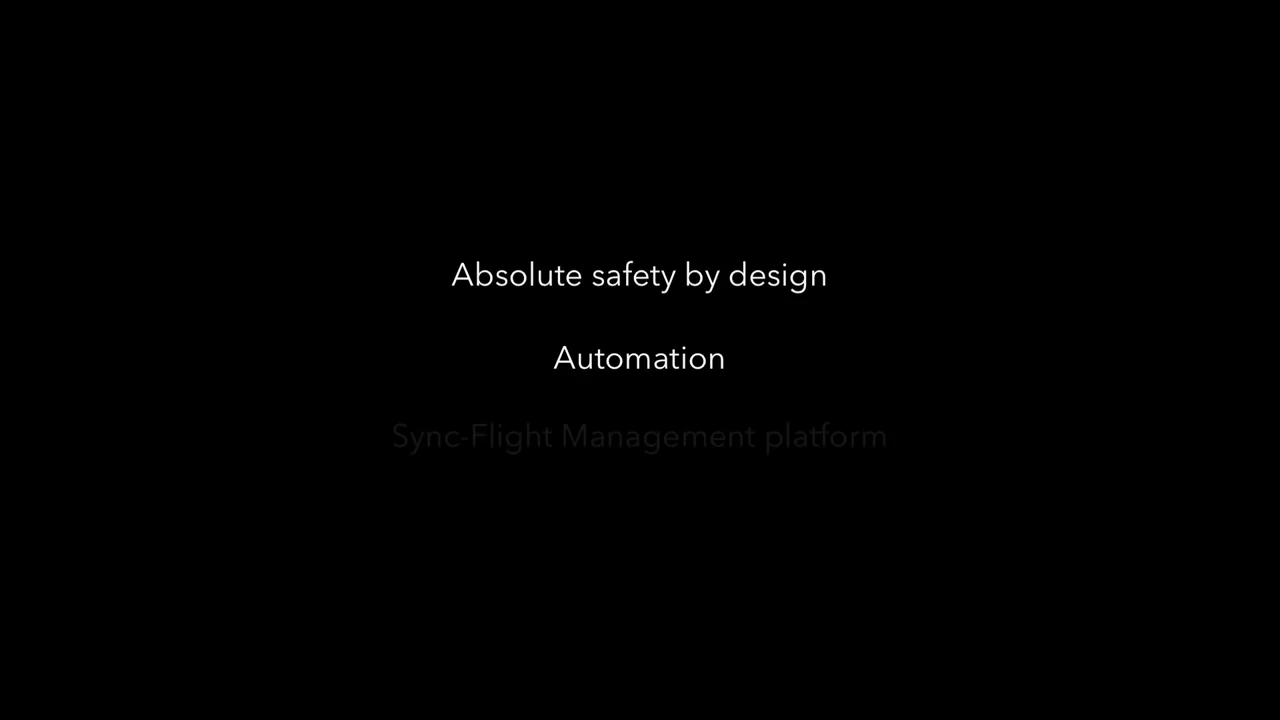 Absolute safety by design
Automation
Sync-Flight Management platform